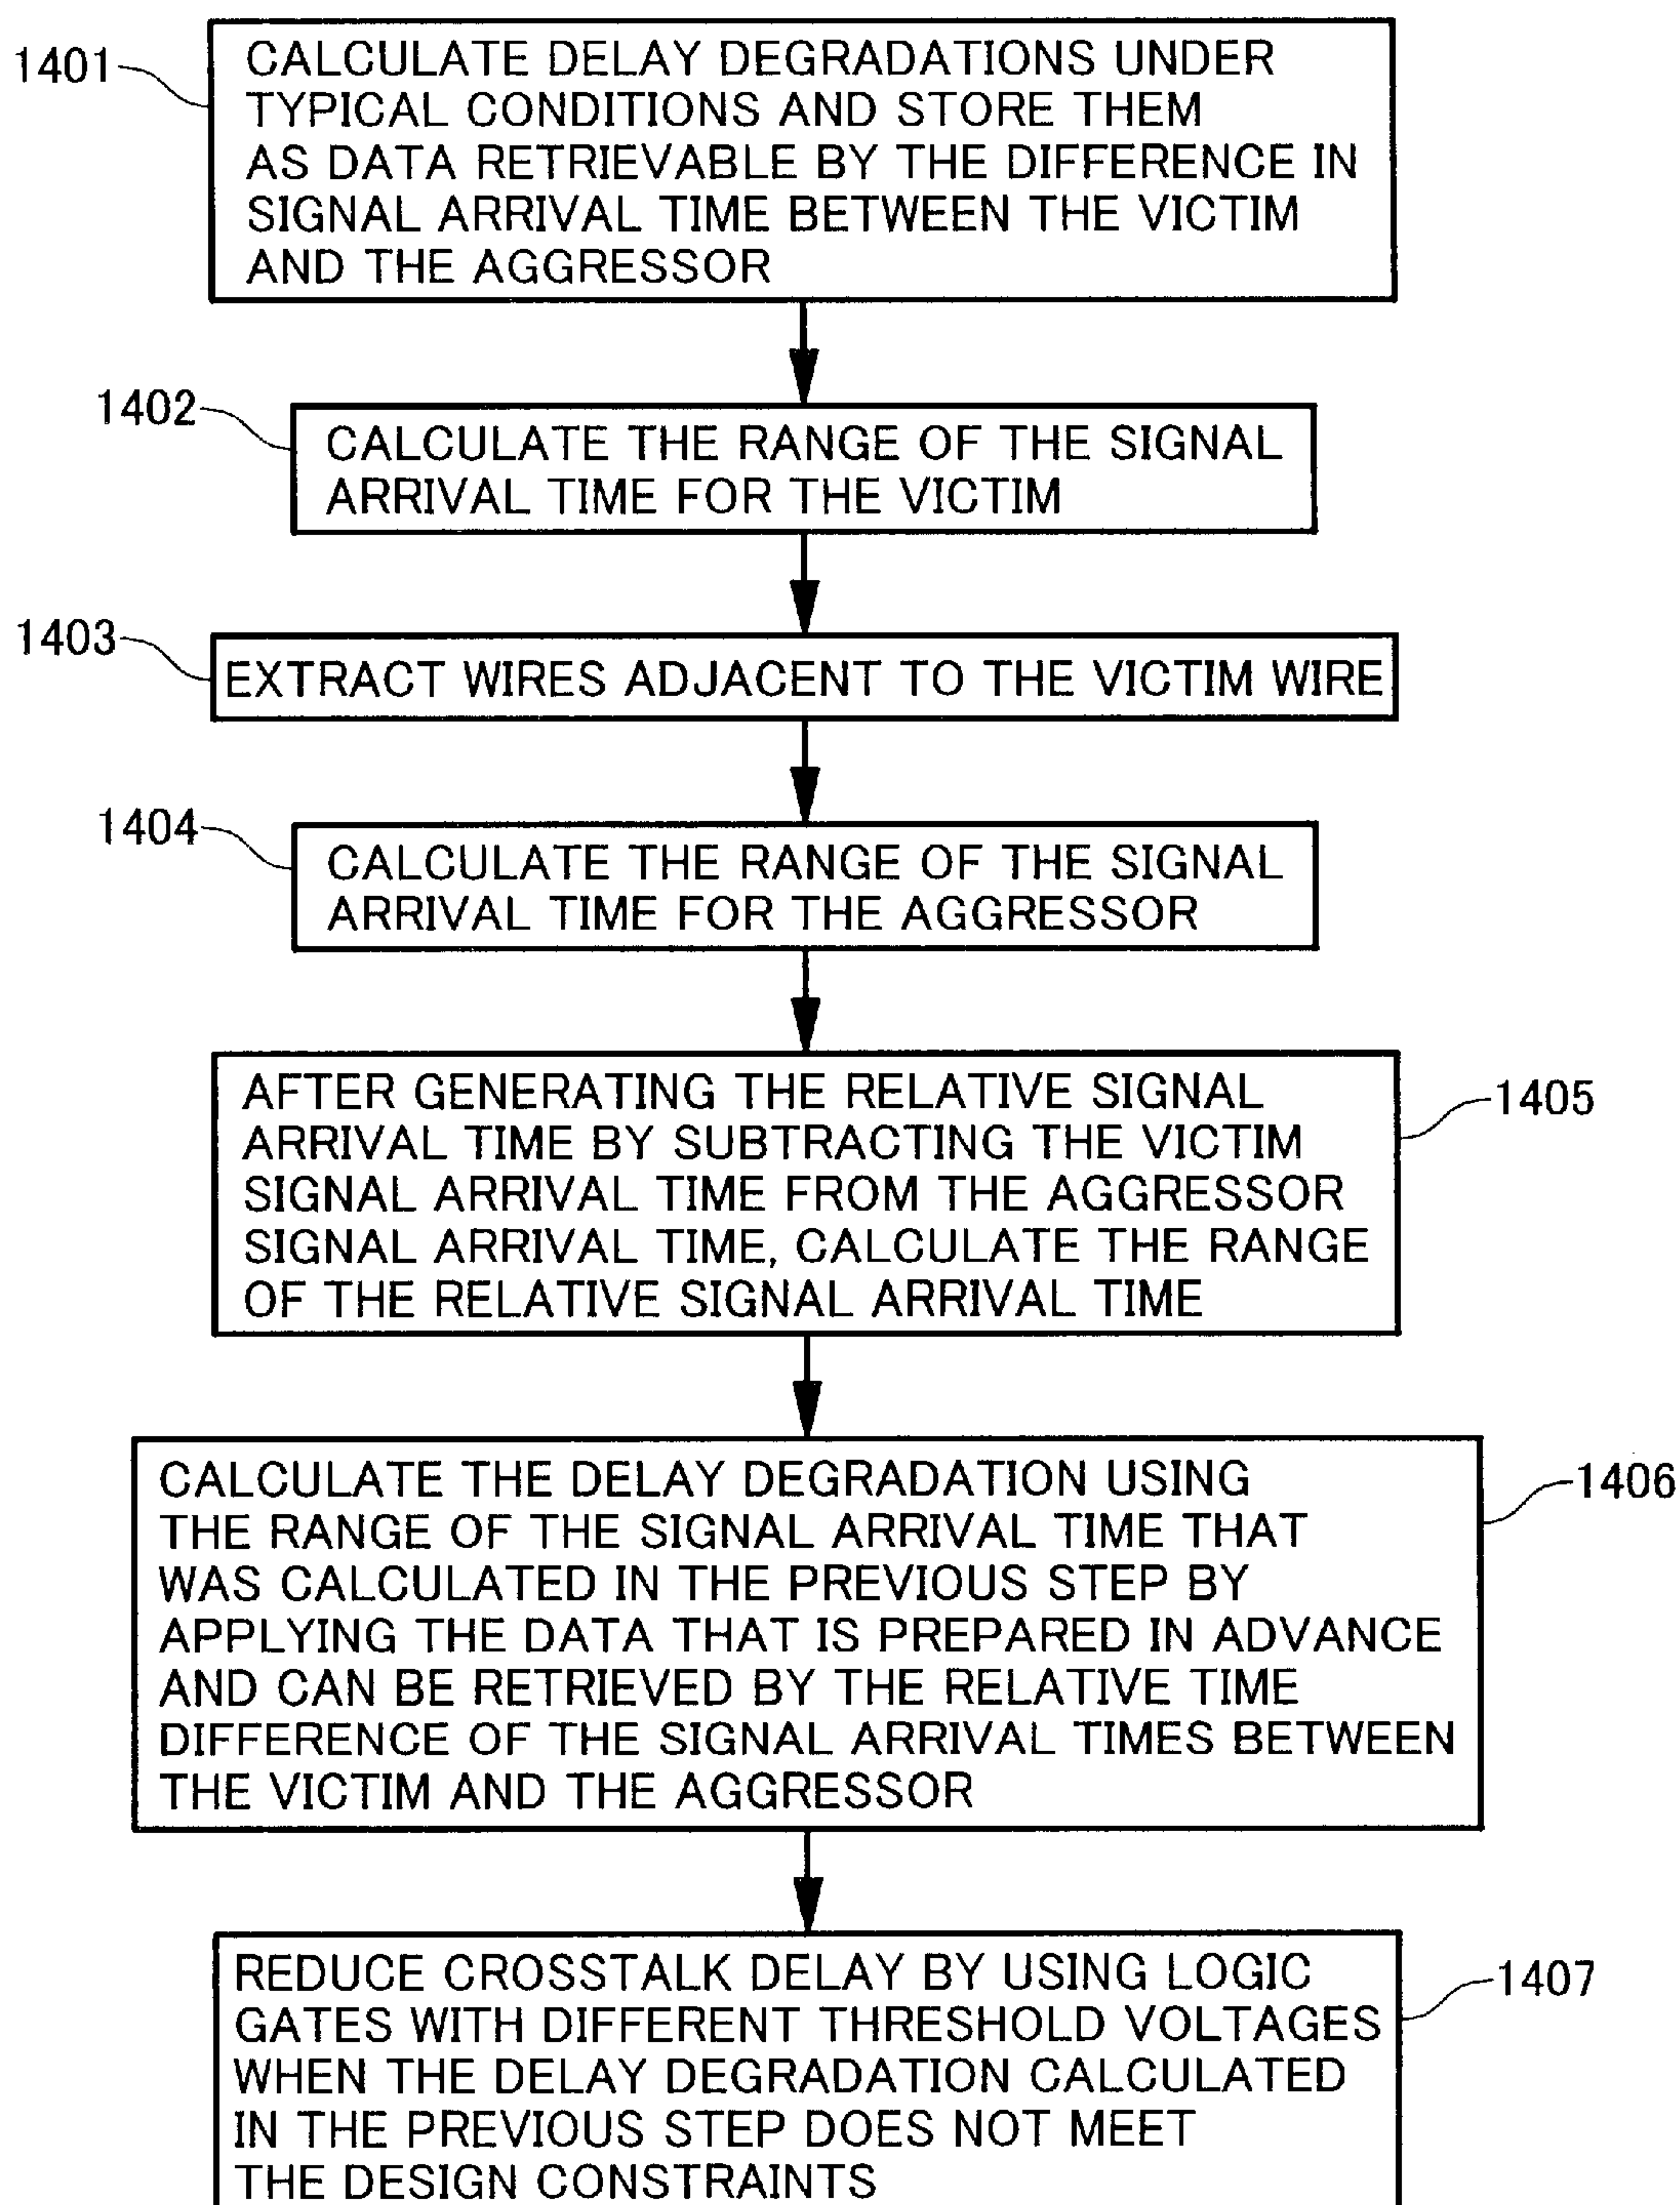 1401
CALCULATE DELAY DEGRADATIONS UNDER
TYPICAL CONDITIONS AND STORE THEM
AS DATA RETRIEVABLE BY THE DIFFERENCE IN
SIGNAL ARRIVAL TIME BETWEEN THE VICTIM
AND THE AGGRESSOR
1402
CALCULATE THE RANGE OF THE SIGNAL
ARRIVAL TIME FOR THE VICTIM
1403
EXTRACT WIRES ADJACENT TO THE VICTIM WIRE
1404
CALCULATE THE RANGE OF THE SIGNAL
ARRIVAL TIME FOR THE AGGRESSOR
1405
AFTER GENERATING THE RELATIVE SIGNAL
ARRIVAL TIME BY SUBTRACTING THE VICTIM
SIGNAL ARRIVAL TIME FROM THE AGGRESSOR
SIGNAL ARRIVAL TIME, CALCULATE THE RANGE
OF THE RELATIVE SIGNAL ARRIVAL TIME
1406
CALCULATE THE DELAY DEGRADATION USING
THE RANGE OF THE SIGNAL ARRIVAL TIME THAT
WAS CALCULATED IN THE PREVIOUS STEP BY
APPLYING THE DATA THAT IS PREPARED IN ADVANCE
AND CAN BE RETRIEVED BY THE RELATIVE TIME
DIFFERENCE OF THE SIGNAL ARRIVAL TIMES BETWEEN
THE VICTIM AND THE AGGRESSOR
1407
REDUCE CROSSTALK DELAY BY USING LOGIC
GATES WITH DIFFERENT THRESHOLD VOLTAGES
WHEN THE DELAY DEGRADATION CALCULATED
IN THE PREVIOUS STEP DOES NOT MEET
THE DESIGN CONSTRAINTS